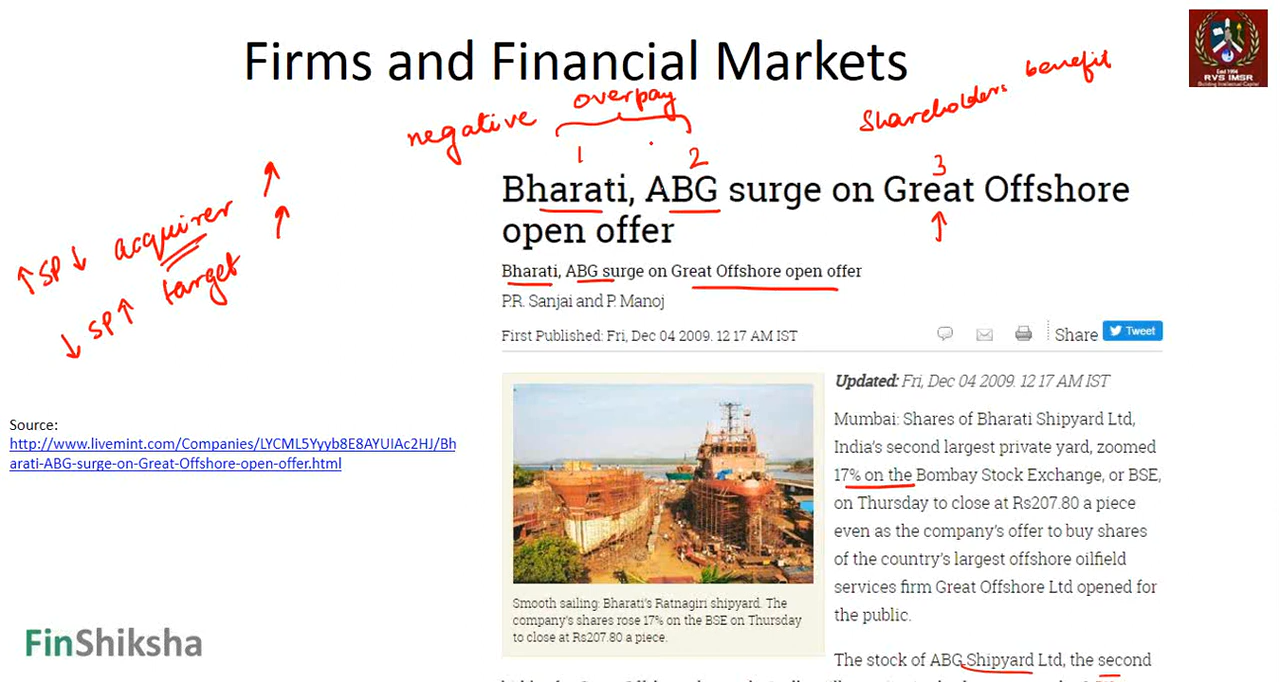 Firms and Financial Markets
Estd 1994
RVS IMSR
Building Intellectual Capital
negative overpay
Shareholders benefit
1 2 3
Bharati, ABG surge on Great Offshore
open offer
Bharati, ABG surge on Great Offshore open offer
P.R. Sanjai and P. Manoj
First Published: Fri, Dec 04 2009. 12 17 AM IST
Share
Tweet
↑ SP ↓ acquirer ↑
↓ SP ↑ target ↑
Source:
http://www.livemint.com/Companies/LYCML5Yyyb8E8AYUIAc2HJ/Bh
arati-ABG-surge-on-Great-Offshore-open-offer.html
Smooth sailing: Bharati's Ratnagiri shipyard. The
company's shares rose 17% on the BSE on Thursday
to close at Rs207.80 a piece.
Updated: Fri, Dec 04 2009. 12 17 AM IST
Mumbai: Shares of Bharati Shipyard Ltd,
India's second largest private yard, zoomed
17% on the Bombay Stock Exchange, or BSE,
on Thursday to close at Rs207.80 a piece
even as the company's offer to buy shares
of the country's largest offshore oilfield
services firm Great Offshore Ltd opened for
the public.
The stock of ABG Shipyard Ltd, the second
FinShiksha